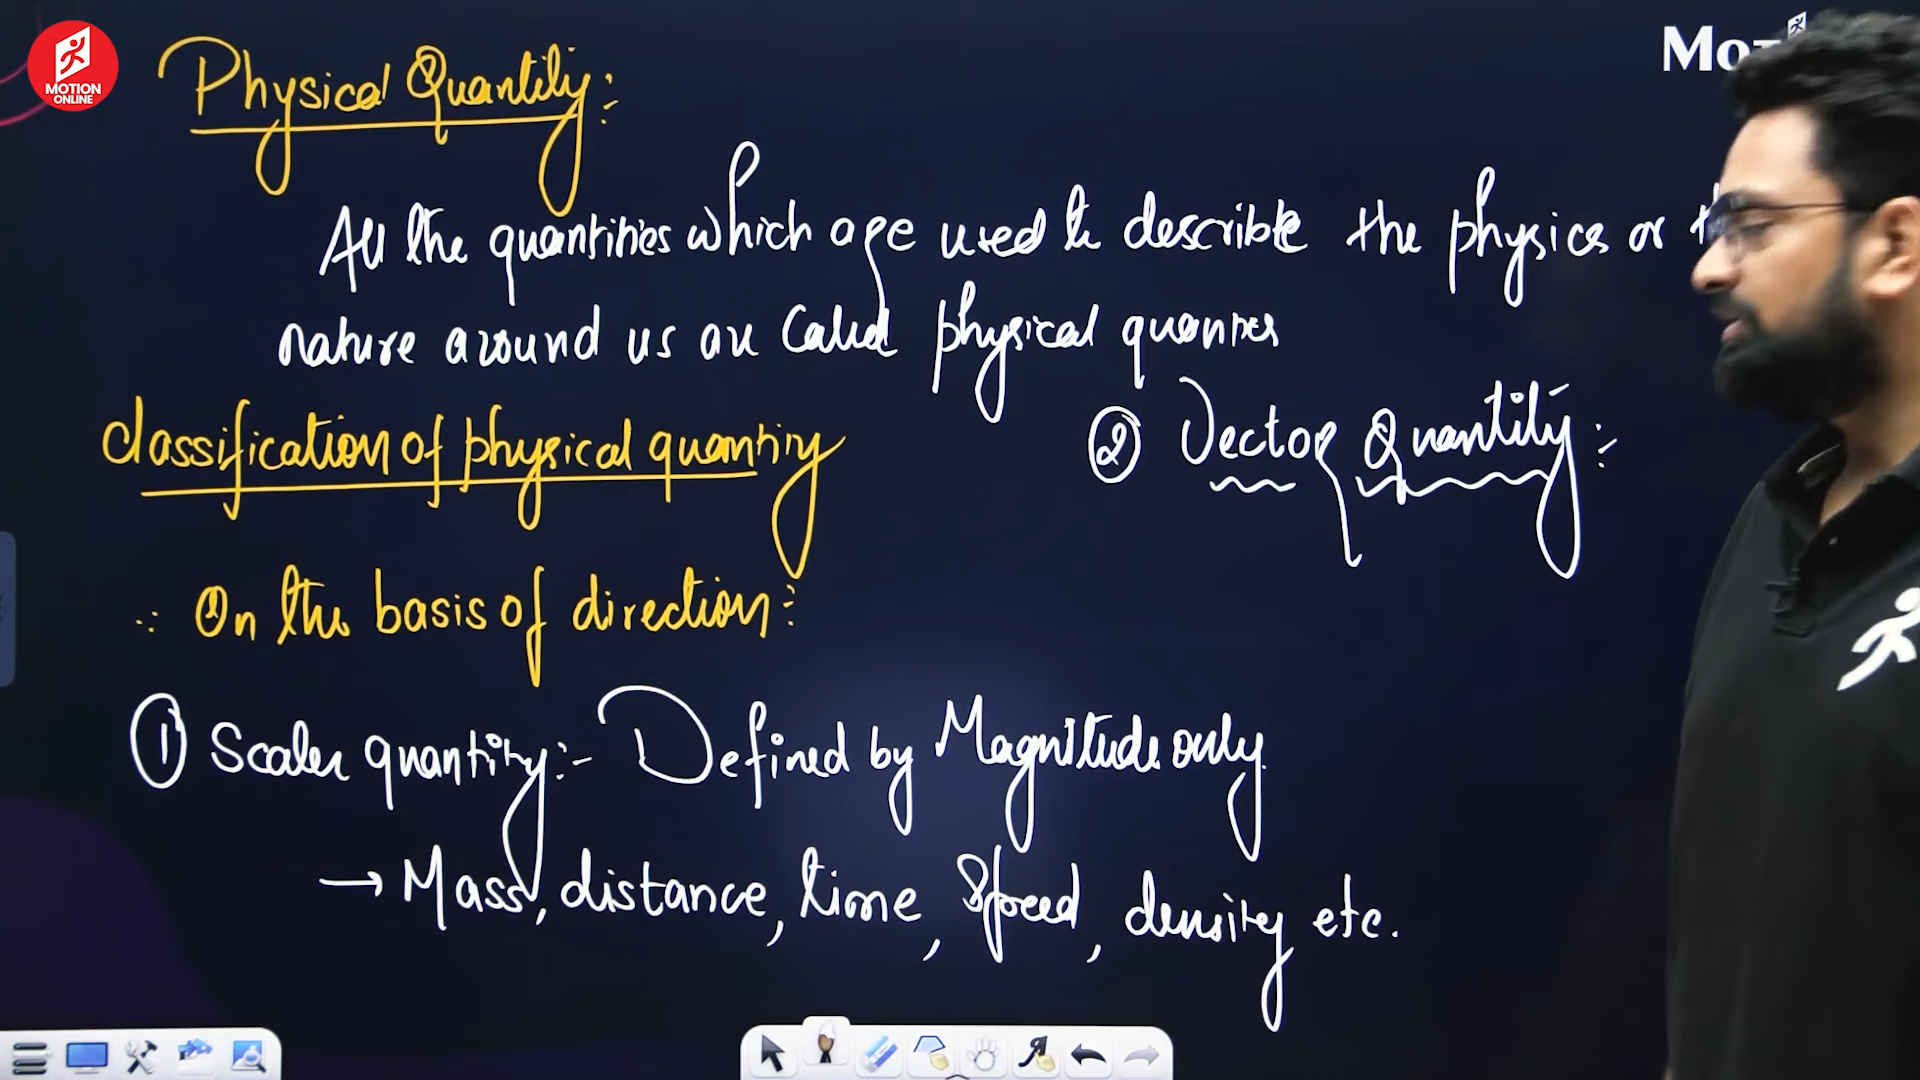 MOTION
ONLINE
Mot
Physical Quantity:-
All the quantities which are used to describle the physics or t
nature around us are called physical quantities
Classification of physical quantity
② Vector Quantity:-
On the basis of direction:-
① Scaler quantity:- Defined by Magnitude only
→ Mass, distance, time, speed, density etc.